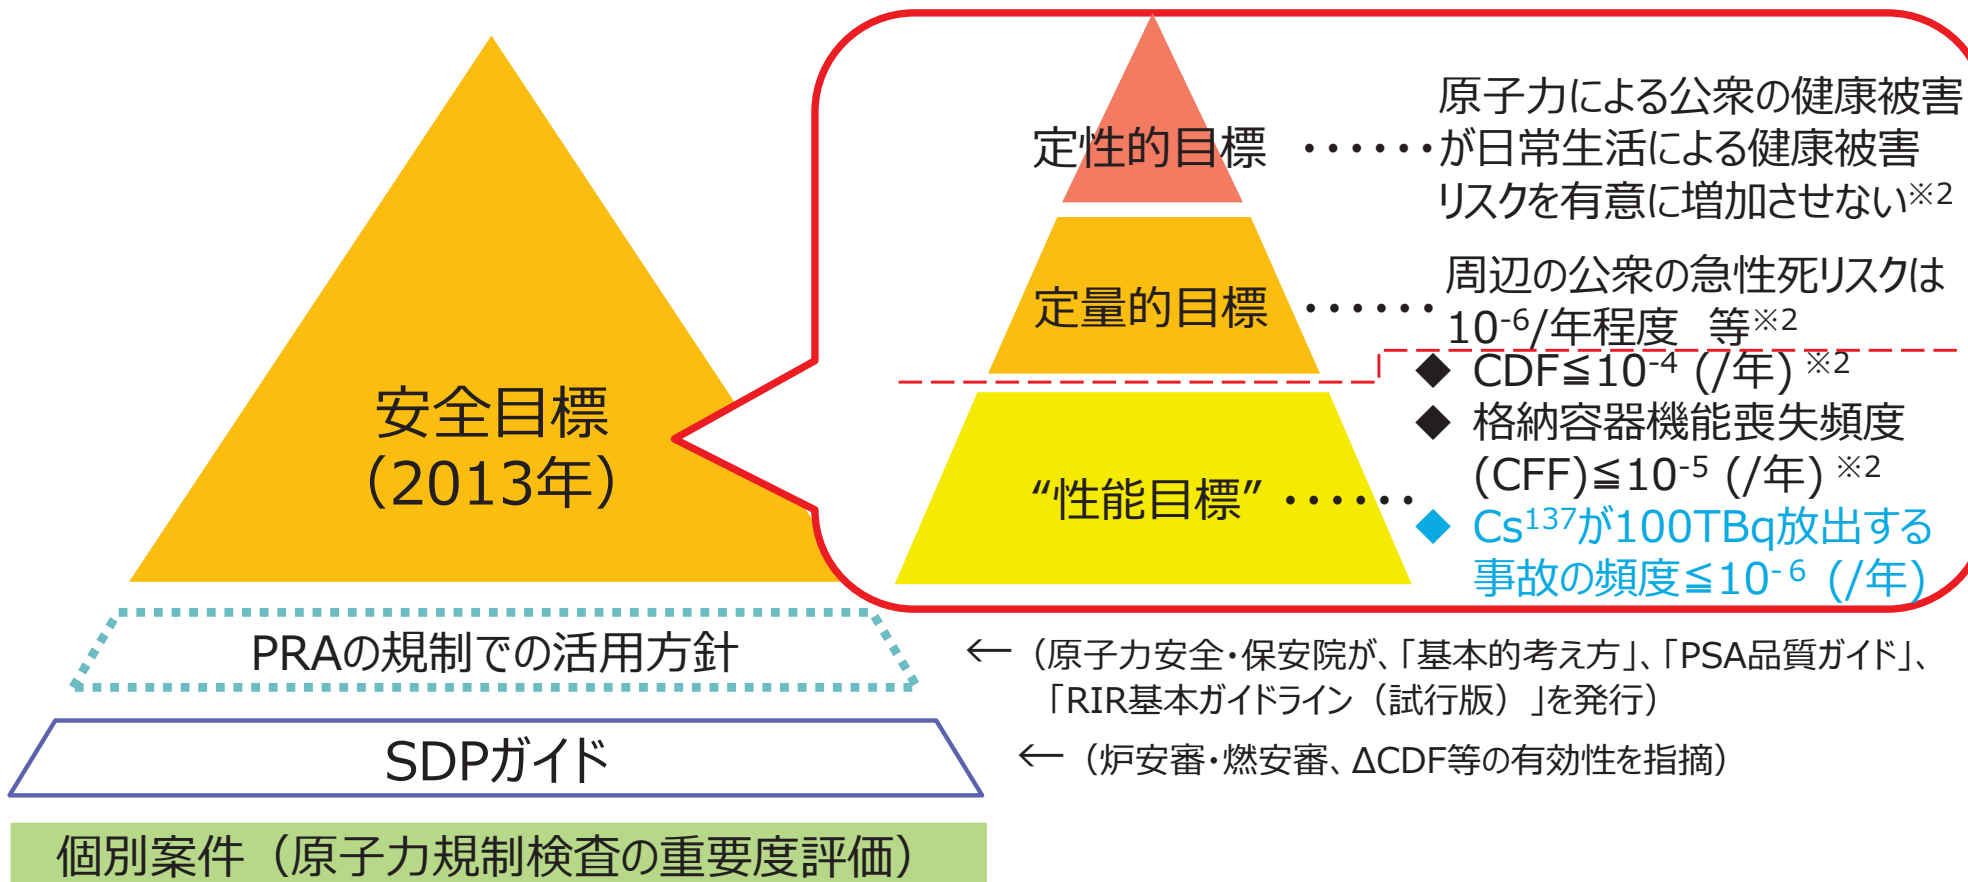 安全目標
（2013年）
定性的目標 ・・・・・・
原子力による公衆の健康被害
が日常生活による健康被害
リスクを有意に増加させない※2
定量的目標 ・・・・・・
周辺の公衆の急性死リスクは
10-6/年程度 等※2
“性能目標” ・・・・・・
◆ CDF≦10-4 (/年) ※2
◆ 格納容器機能喪失頻度
(CFF)≦10-5 (/年) ※2
◆ Cs137が100TBq放出する
事故の頻度≦10-6 (/年)
PRAの規制での活用方針
← （原子力安全・保安院が、「基本的考え方」、「PSA品質ガイド」、
「RIR基本ガイドライン（試行版）」を発行）
SDPガイド
← （炉安審・燃安審、ΔCDF等の有効性を指摘）
個別案件（原子力規制検査の重要度評価）